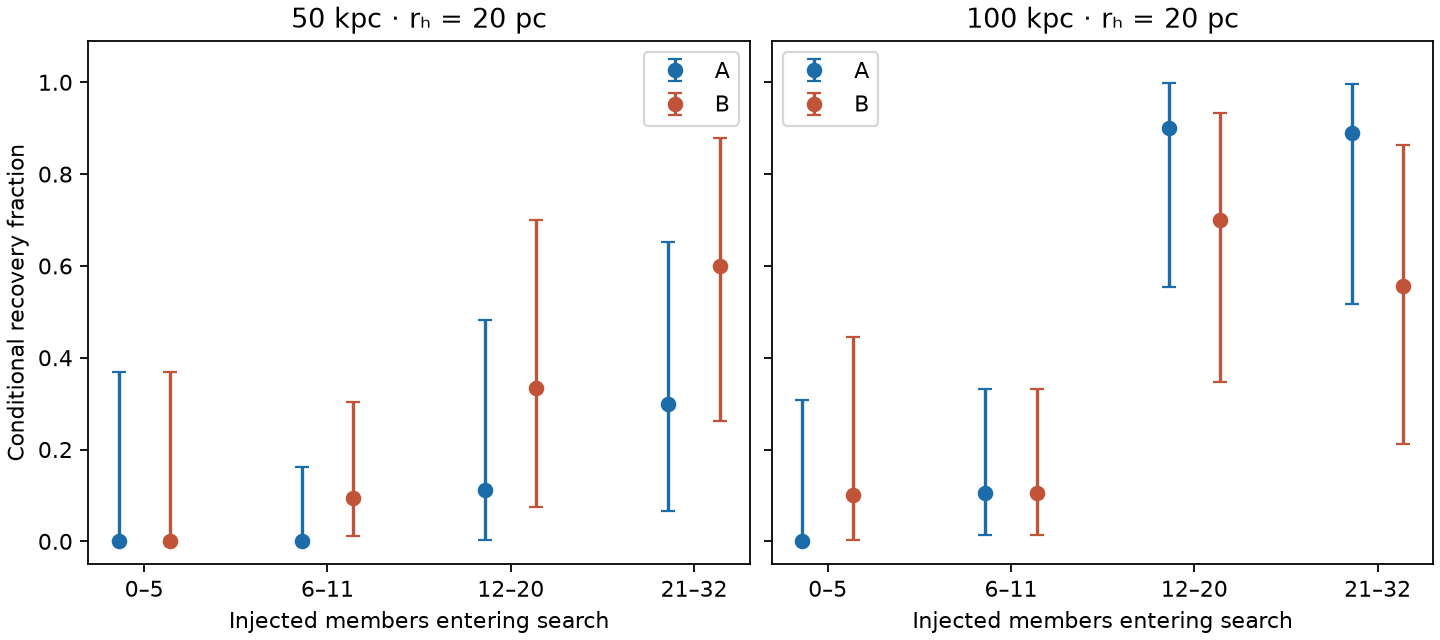 50 kpc · rₕ = 20 pc
100 kpc · rₕ = 20 pc
Conditional recovery fraction
1.0
0.8
0.6
0.4
0.2
0.0
A
B
A
B
0–5
6–11
12–20
21–32
0–5
6–11
12–20
21–32
Injected members entering search
Injected members entering search